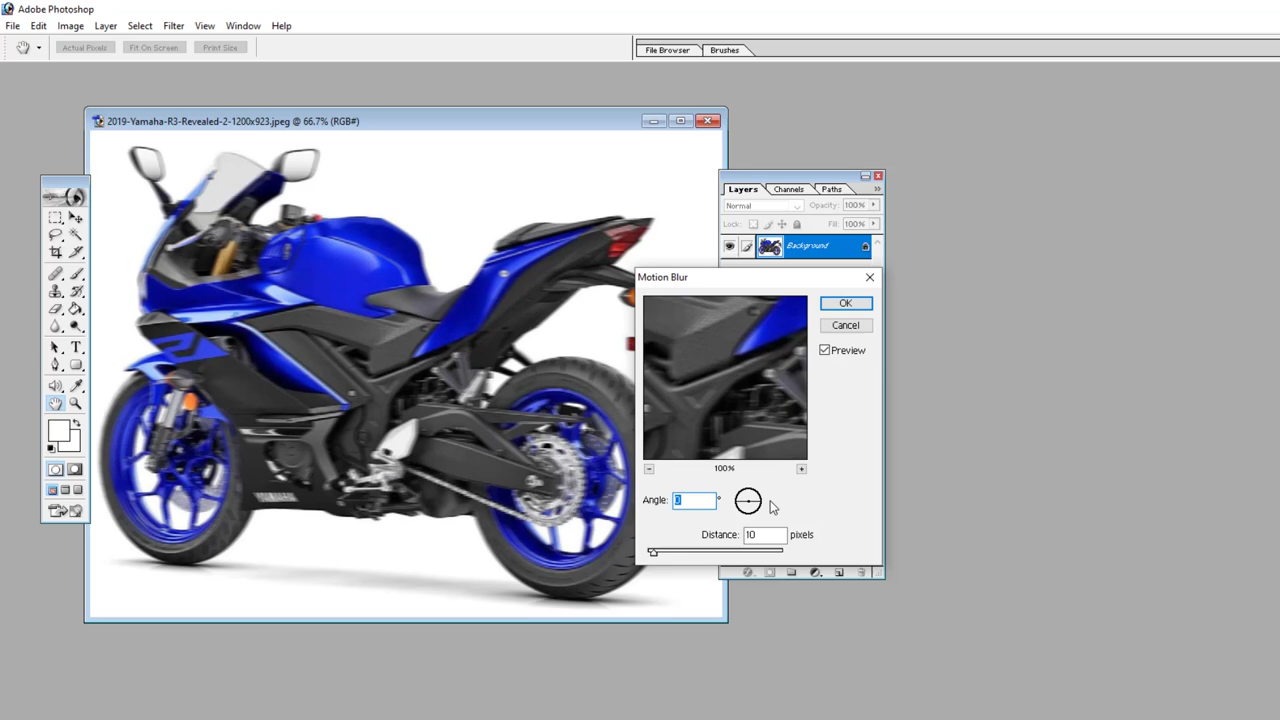 Adobe Photoshop
File Edit Image Layer Select Filter View Window Help
Actual Pixels Fit On Screen Print Size
File Browser Brushes
2019-Yamaha-R3-Revealed-2-1200x923.jpeg @ 66.7% (RGB#)
Layers Channels Paths
Normal Opacity: 100%
Lock: Fill: 100%
Background
Motion Blur
OK
Cancel
Preview
100%
Angle: 0 °
Distance: 10 pixels
YAMAHA